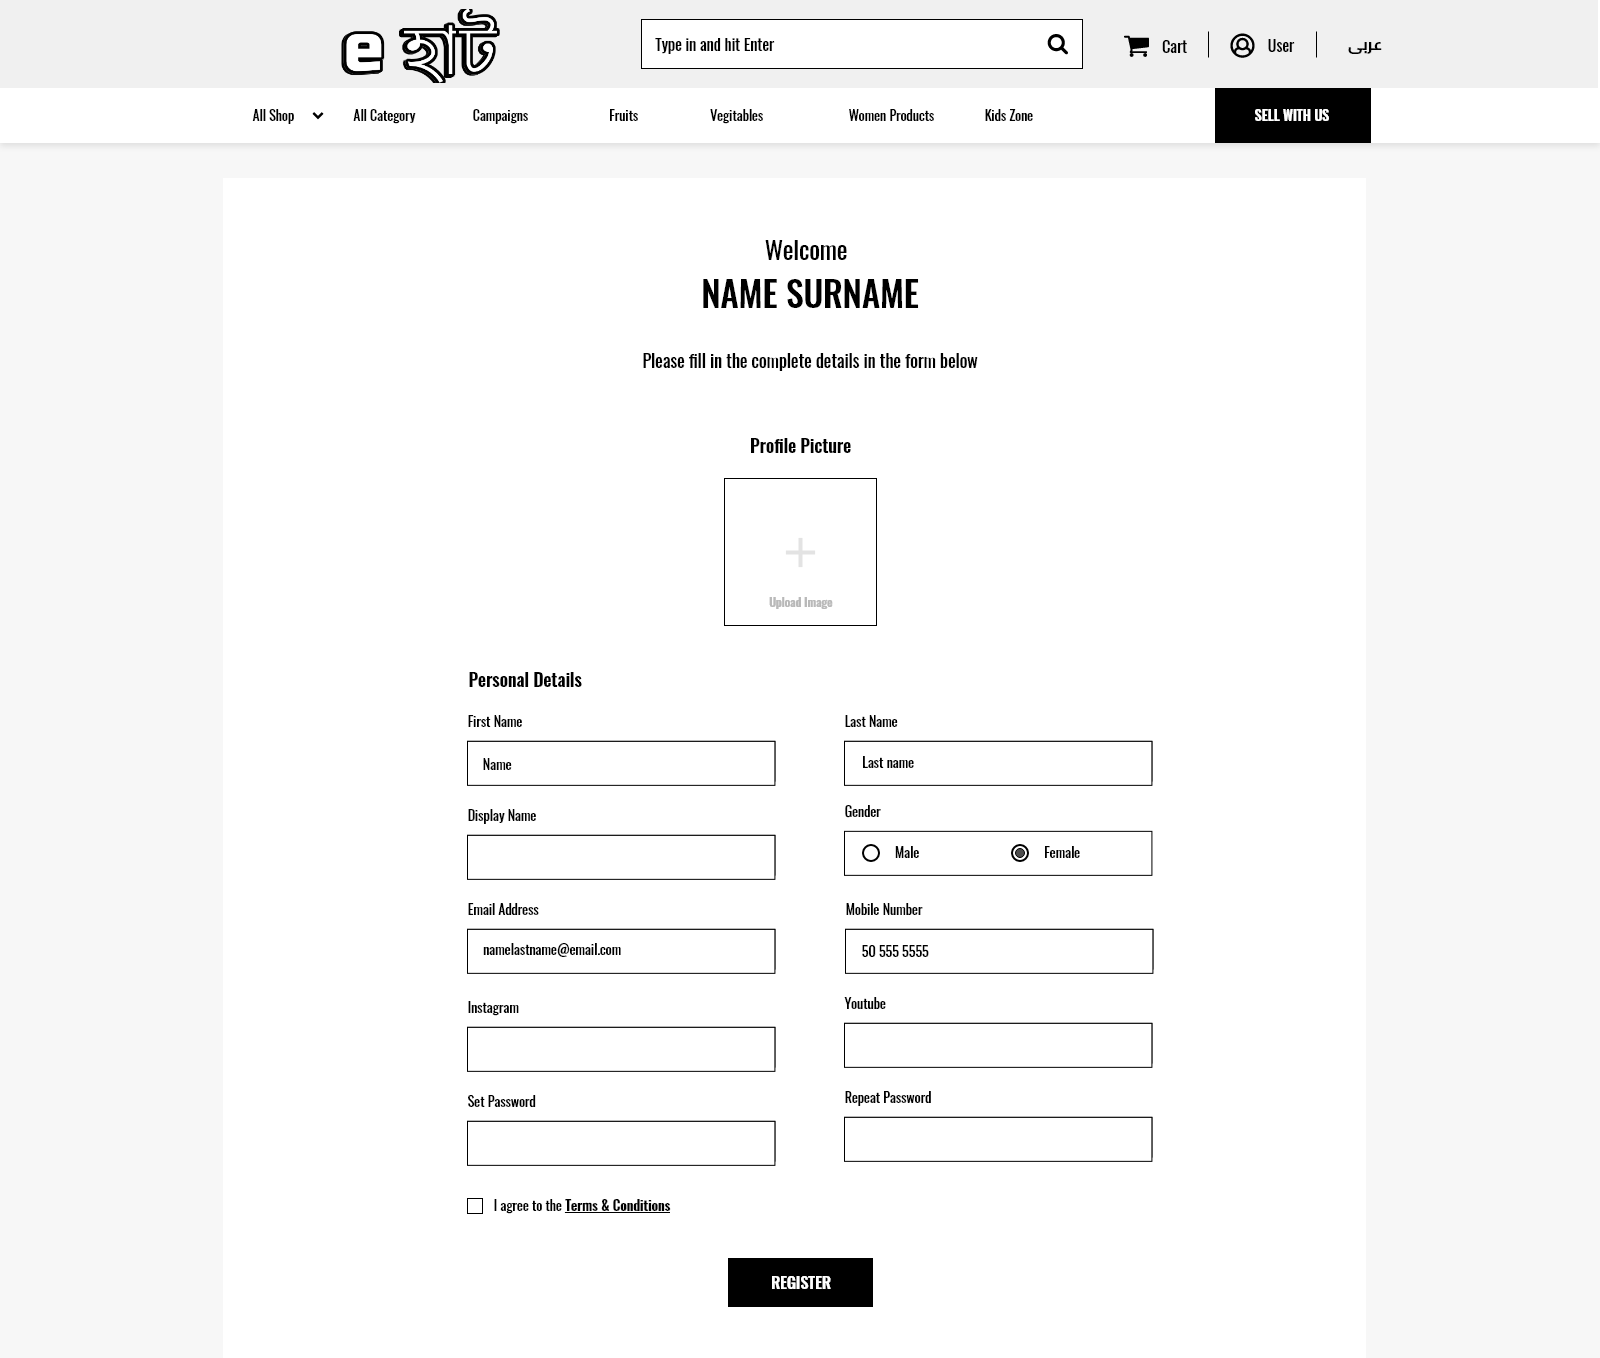 e হাট
Type in and hit Enter
Cart
User
عربى
All Shop
All Category
Campaigns
Fruits
Vegitables
Women Products
Kids Zone
SELL WITH US
Welcome
NAME SURNAME
Please fill in the complete details in the form below
Profile Picture
Upload Image
Personal Details
First Name
Last Name
Name
Last name
Display Name
Gender
Male
Female
Email Address
Mobile Number
namelastname@email.com
50 555 5555
Instagram
Youtube
Set Password
Repeat Password
I agree to the Terms & Conditions
REGISTER